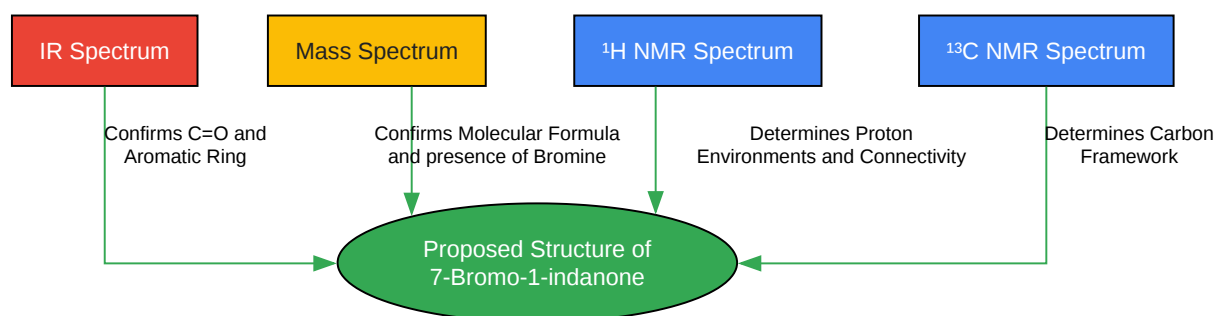 IR Spectrum
Mass Spectrum
¹H NMR Spectrum
¹³C NMR Spectrum
Confirms C=O and
Aromatic Ring
Confirms Molecular Formula
and presence of Bromine
Determines Proton
Environments and Connectivity
Determines Carbon
Framework
Proposed Structure of
7-Bromo-1-indanone